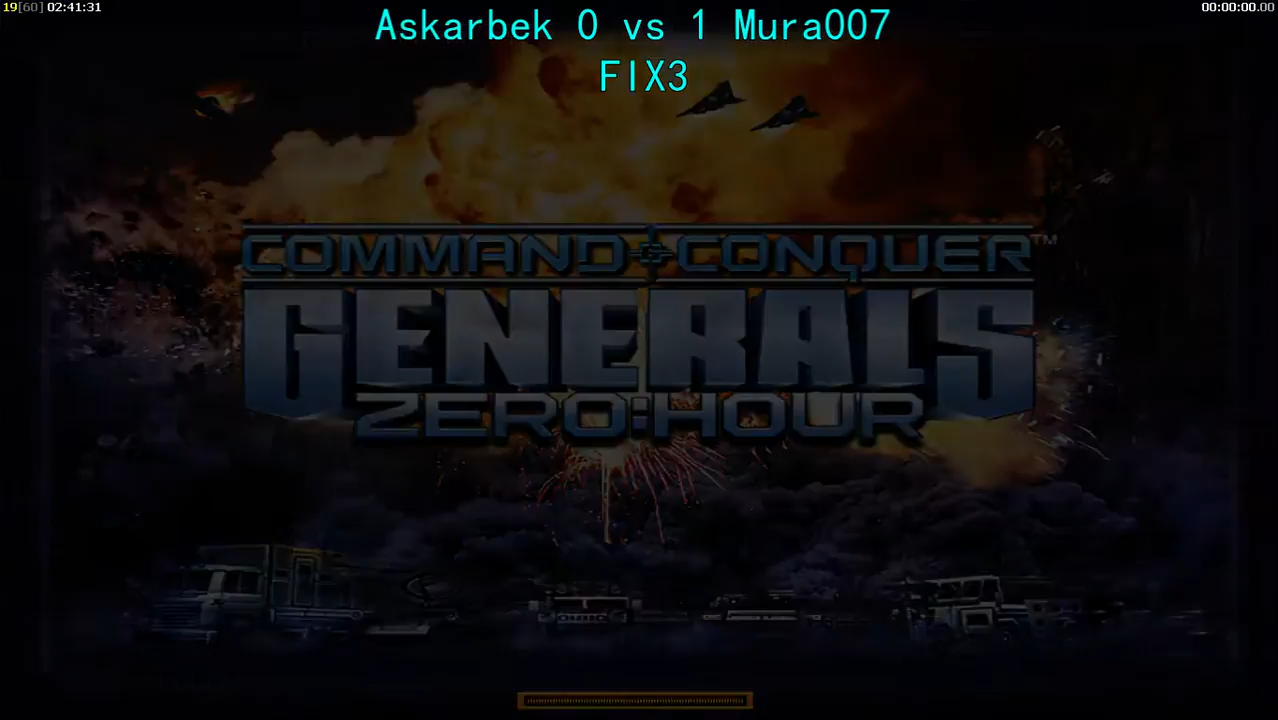 19[60] 02:41:31
Askarbek 0 vs 1 Mura007
00:00:00.00
FIX3
COMMAND CONQUER™
GENERALS
ZERO:HOUR